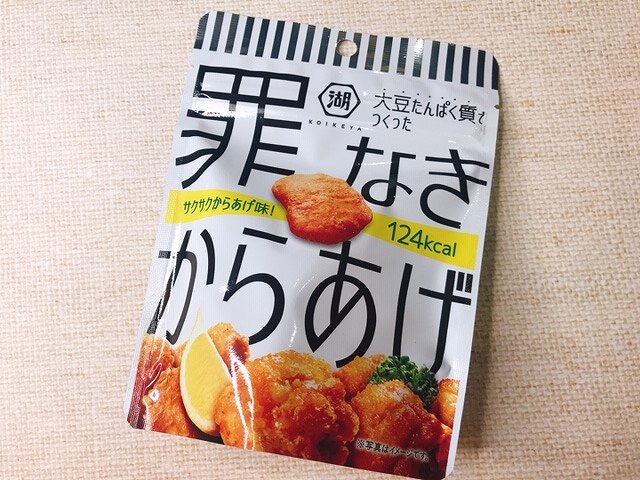 湖
KOIKEYA
大豆たんぱく質で
つくった
罪なき
サクサクからあげ味!
124kcal
からあげ
※写真はイメージです。